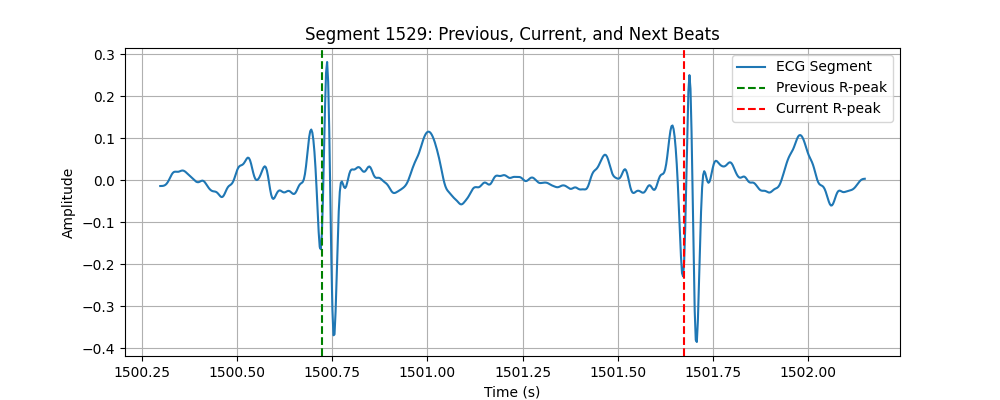 Segment 1529: Previous, Current, and Next Beats
ECG Segment
Previous R-peak
Current R-peak
0.3
0.2
0.1
0.0
−0.1
−0.2
−0.3
−0.4
Amplitude
1500.25 1500.50 1500.75 1501.00 1501.25 1501.50 1501.75 1502.00
Time (s)